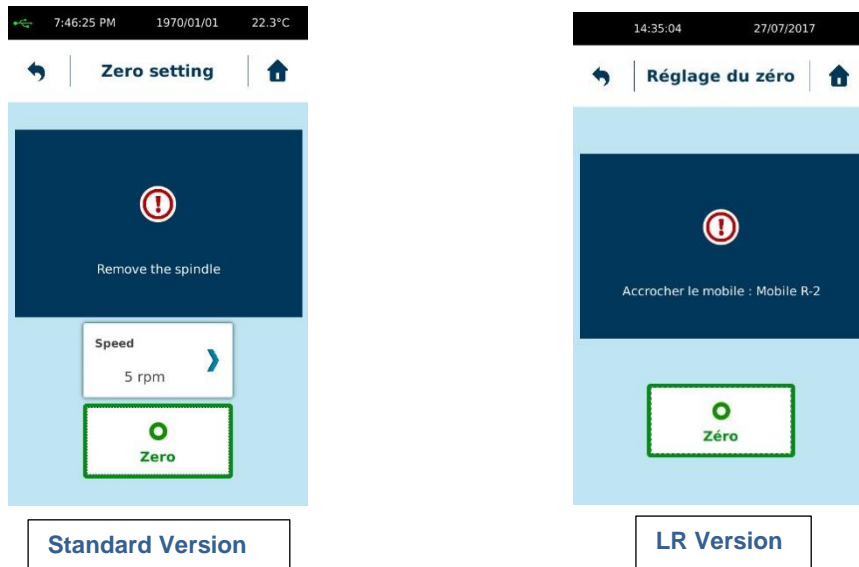 7:46:25 PM 1970/01/01 22.3°C
Zero setting
Remove the spindle
Speed
5 rpm
Zero
Standard Version
14:35:04 27/07/2017
Réglage du zéro
Accrocher le mobile : Mobile R-2
Zéro
LR Version